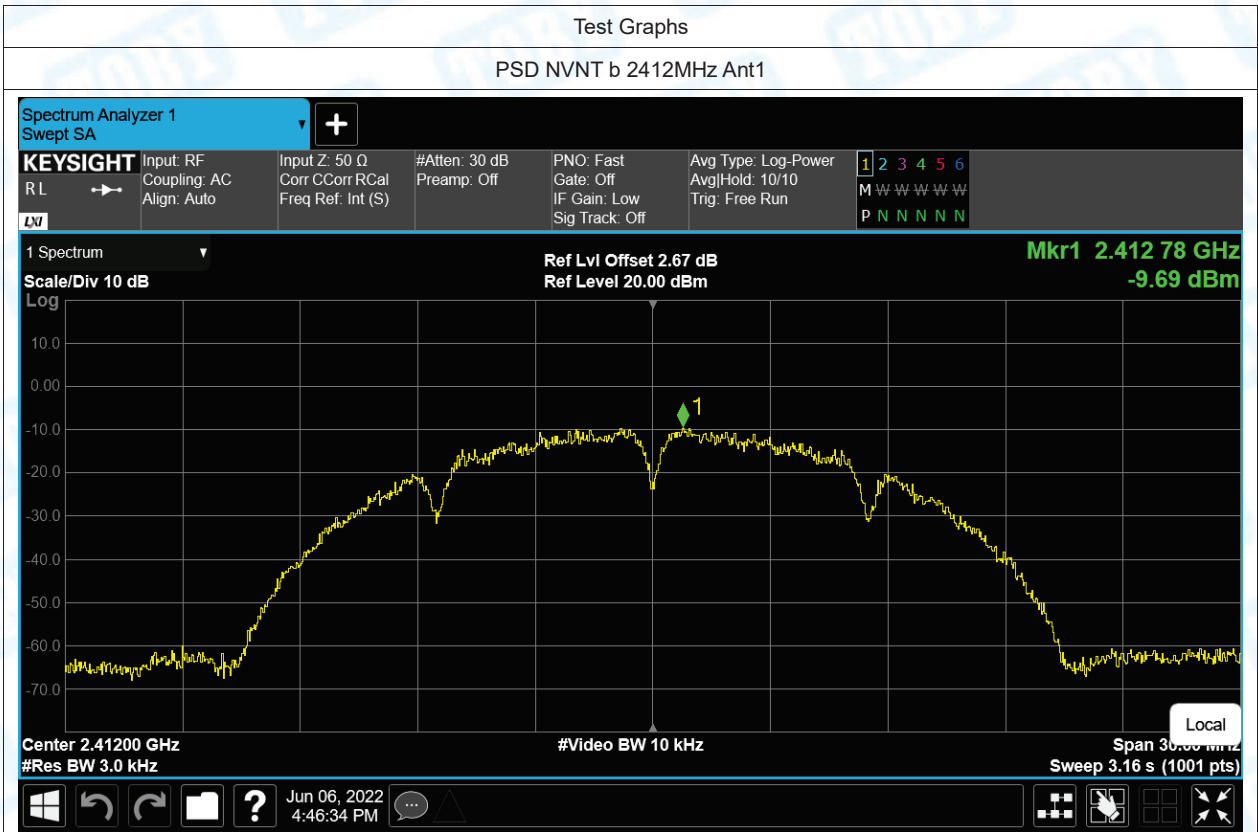 Test Graphs
PSD NVNT b 2412MHz Ant1
Spectrum Analyzer 1
Swept SA
+
KEYSIGHT
R L
LXI
Input: RF
Coupling: AC
Align: Auto
Input Z: 50 Ω
Corr CCorr RCal
Freq Ref: Int (S)
#Atten: 30 dB
Preamp: Off
PNO: Fast
Gate: Off
IF Gain: Low
Sig Track: Off
Avg Type: Log-Power
Avg|Hold: 10/10
Trig: Free Run
1 2 3 4 5 6
M W W W W W
P N N N N N
1 Spectrum
Scale/Div 10 dB
Ref Lvl Offset 2.67 dB
Ref Level 20.00 dBm
Mkr1 2.412 78 GHz
-9.69 dBm
Log
10.0
0.00
-10.0
-20.0
-30.0
-40.0
-50.0
-60.0
-70.0
1
Local
Center 2.41200 GHz
#Video BW 10 kHz
Span 30.00 MHz
#Res BW 3.0 kHz
Sweep 3.16 s (1001 pts)
?
Jun 06, 2022
4:46:34 PM